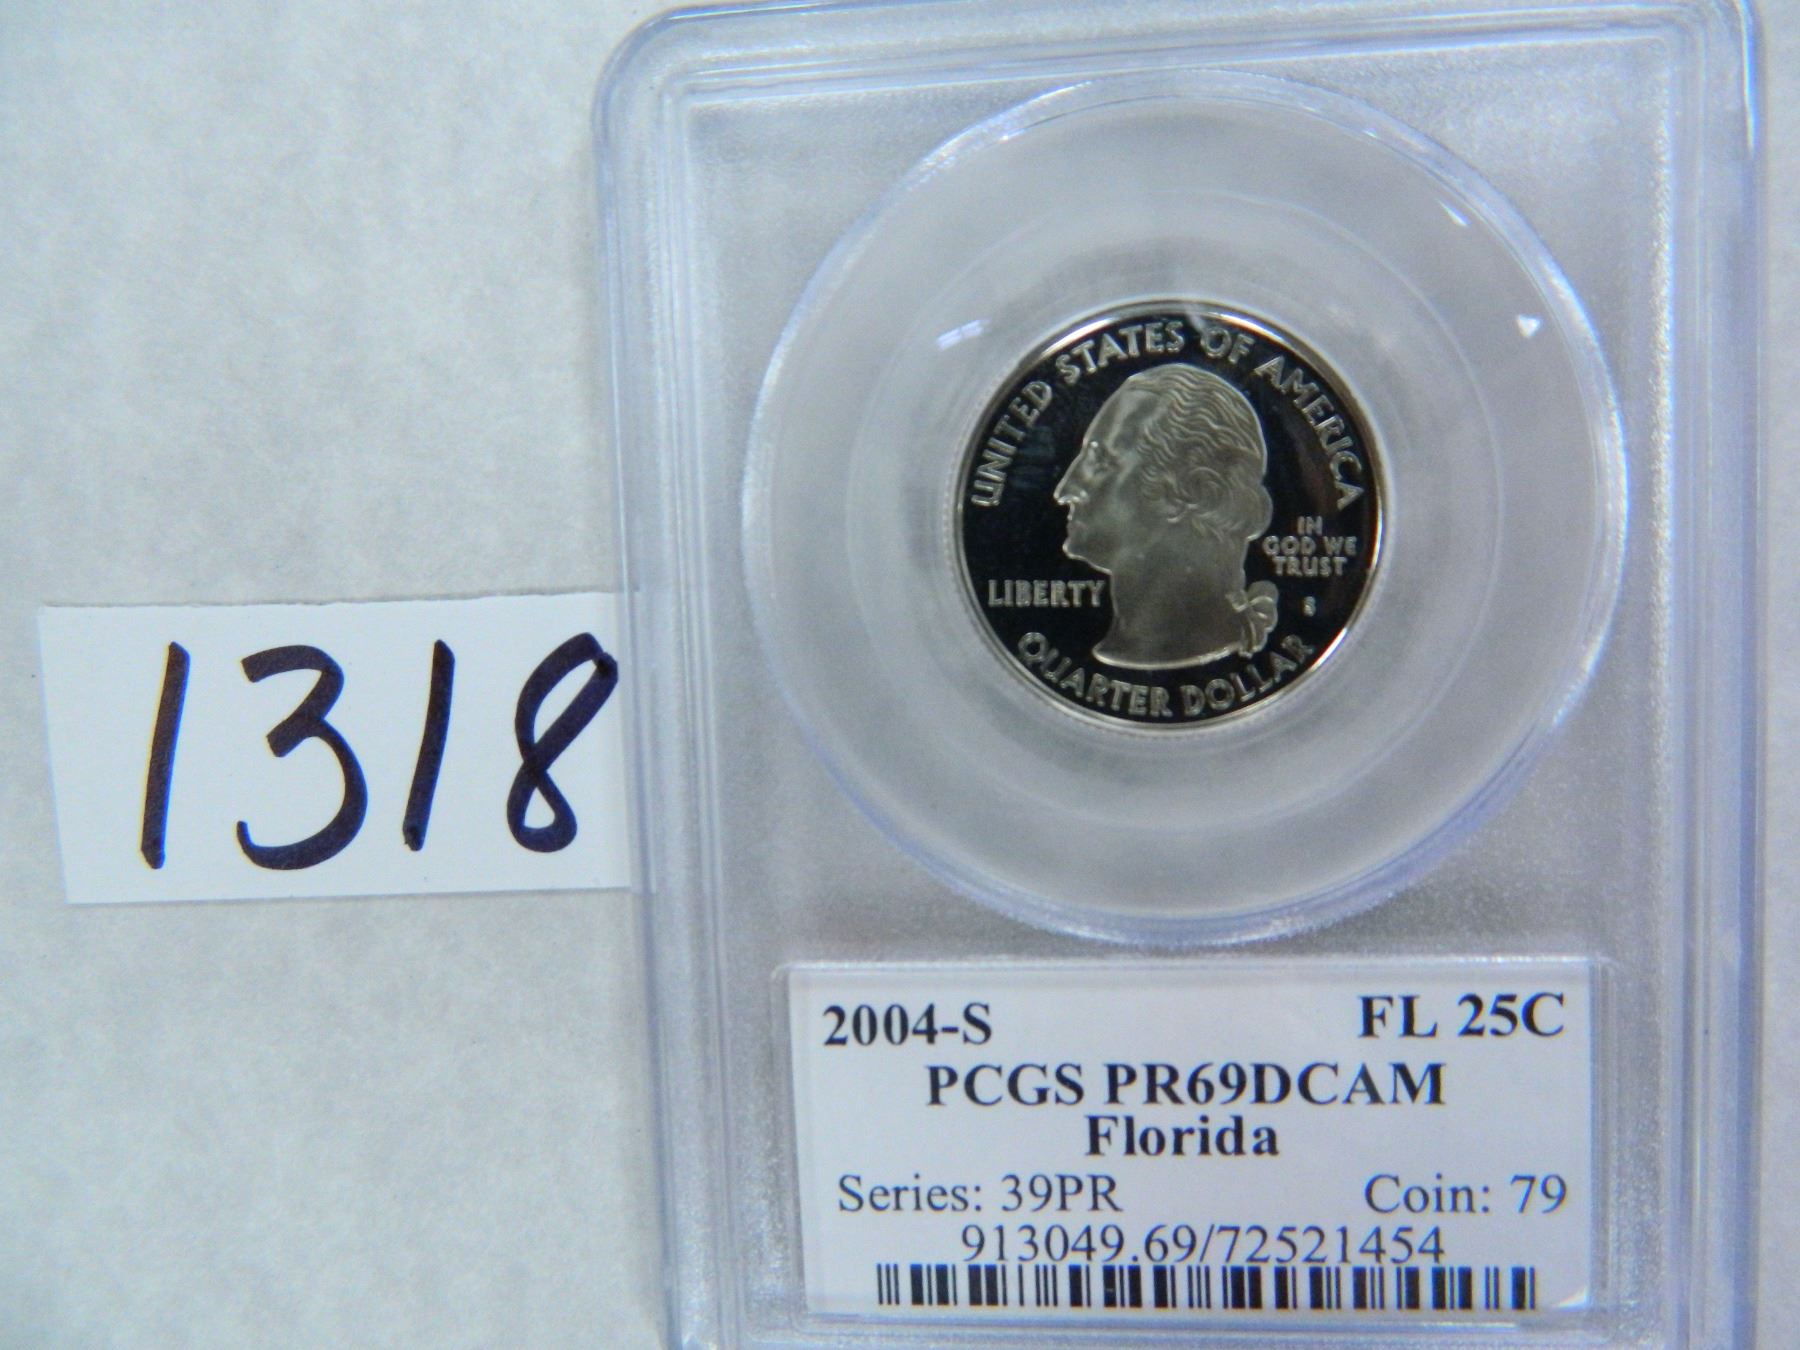 1318
UNITED STATES OF AMERICA
IN
GOD WE
TRUST
LIBERTY
S
QUARTER DOLLAR
2004-S FL 25C
PCGS PR69DCAM
Florida
Series: 39PR Coin: 79
913049.69/72521454